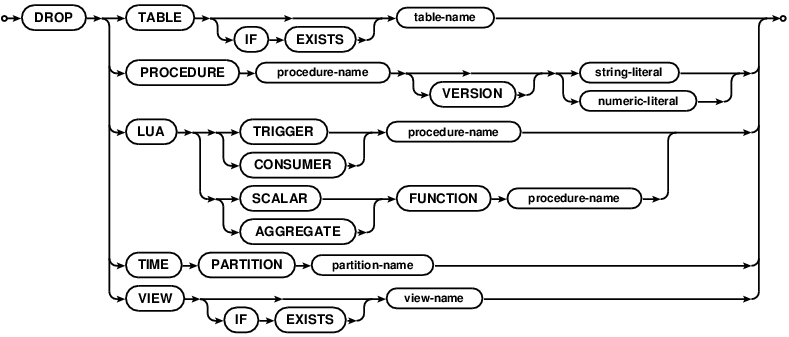 DROP TABLE table-name
IF EXISTS
PROCEDURE procedure-name string-literal
VERSION numeric-literal
LUA TRIGGER procedure-name
CONSUMER
SCALAR FUNCTION procedure-name
AGGREGATE
TIME PARTITION partition-name
VIEW view-name
IF EXISTS